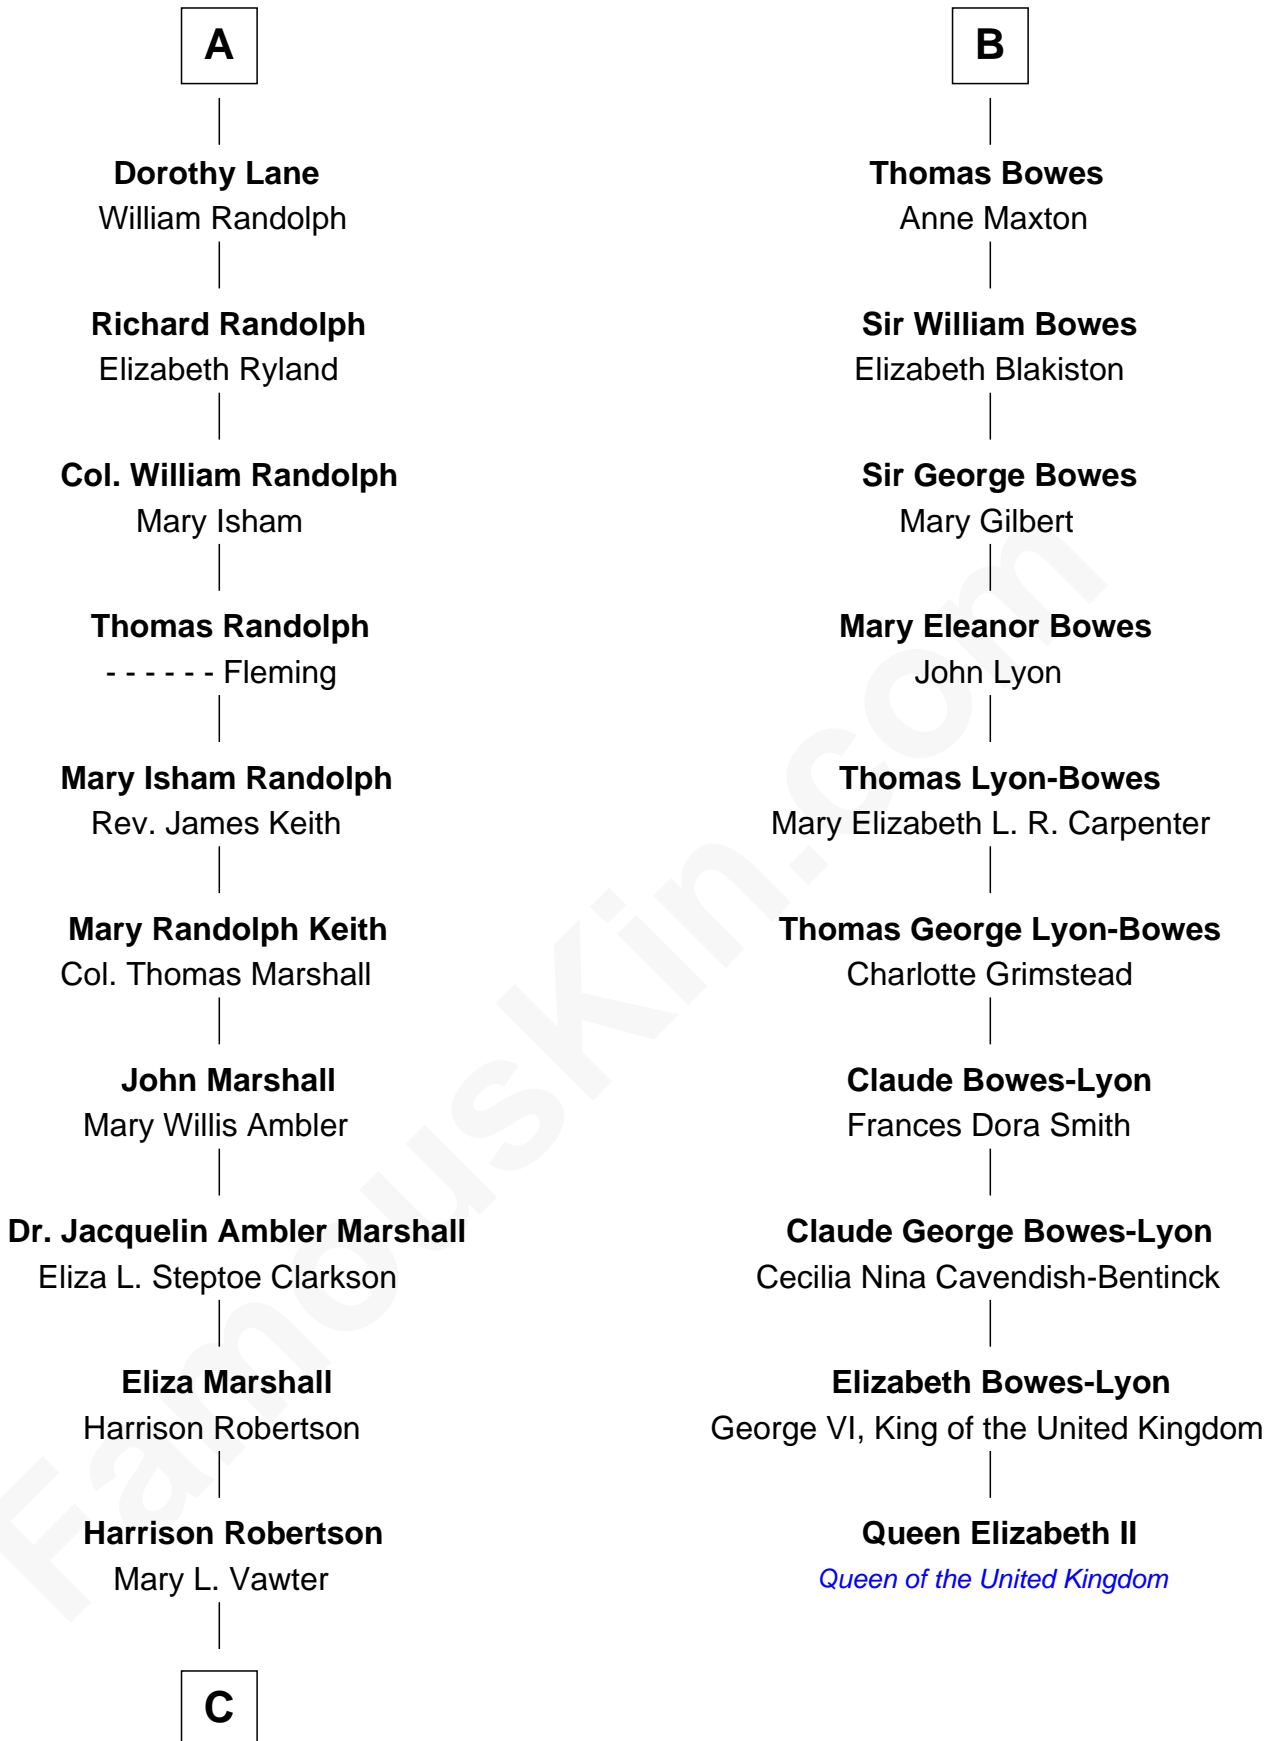 A
Dorothy Lane
William Randolph
Richard Randolph
Elizabeth Ryland
Col. William Randolph
Mary Isham
Thomas Randolph
- - - - - - Fleming
Mary Isham Randolph
Rev. James Keith
Mary Randolph Keith
Col. Thomas Marshall
John Marshall
Mary Willis Ambler
Dr. Jacquelin Ambler Marshall
Eliza L. Steptoe Clarkson
Eliza Marshall
Harrison Robertson
Harrison Robertson
Mary L. Vawter
C
B
Thomas Bowes
Anne Maxton
Sir William Bowes
Elizabeth Blakiston
Sir George Bowes
Mary Gilbert
Mary Eleanor Bowes
John Lyon
Thomas Lyon-Bowes
Mary Elizabeth L. R. Carpenter
Thomas George Lyon-Bowes
Charlotte Grimstead
Claude Bowes-Lyon
Frances Dora Smith
Claude George Bowes-Lyon
Cecilia Nina Cavendish-Bentinck
Elizabeth Bowes-Lyon
George VI, King of the United Kingdom
Queen Elizabeth II
Queen of the United Kingdom
FamousKin.com